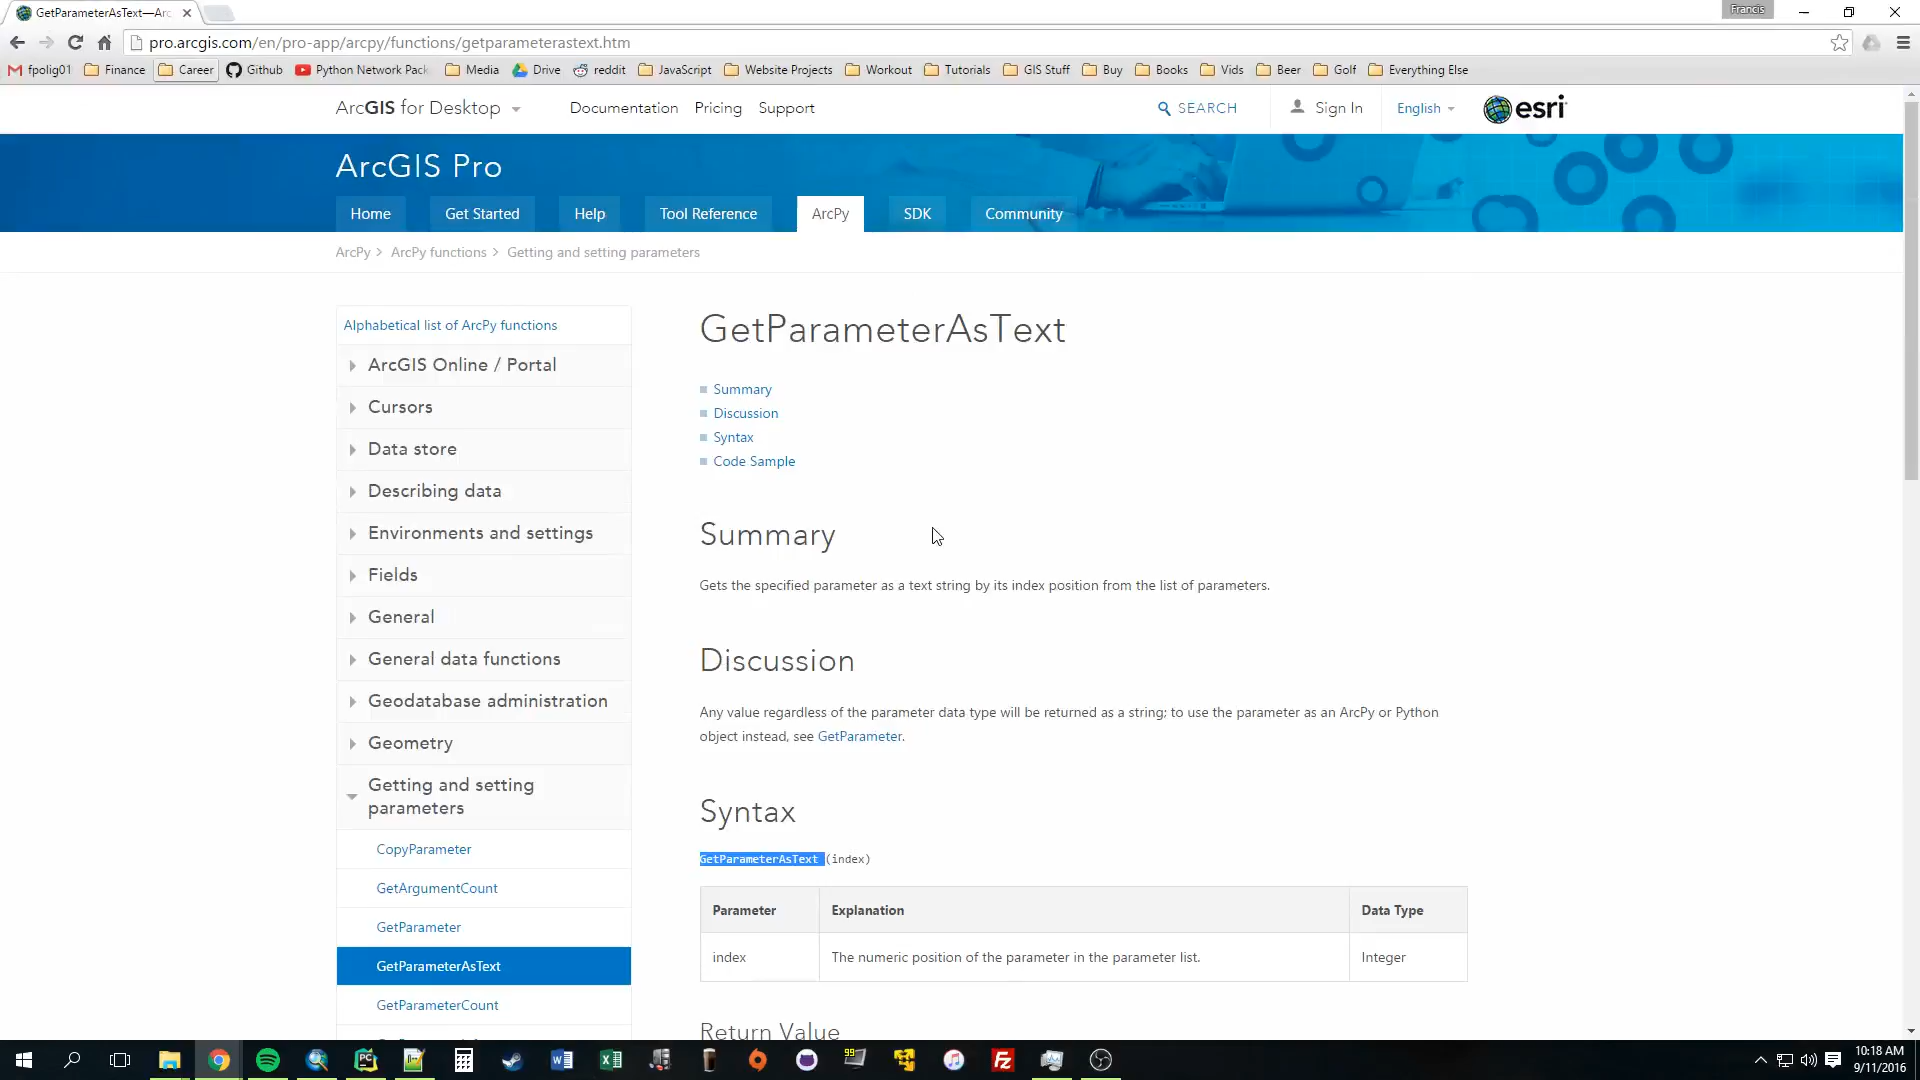 GetParameterAsText—Arc
Francis
pro.arcgis.com/en/pro-app/arcpy/functions/getparameterastext.htm
fpolig01 Finance Career Github Python Network Pack Media Drive reddit JavaScript Website Projects Workout Tutorials GIS Stuff Buy Books Vids Beer Golf Everything Else
ArcGIS for Desktop Documentation Pricing Support SEARCH Sign In English esri
ArcGIS Pro
Home Get Started Help Tool Reference ArcPy SDK Community
ArcPy > ArcPy functions > Getting and setting parameters
Alphabetical list of ArcPy functions
ArcGIS Online / Portal
Cursors
Data store
Describing data
Environments and settings
Fields
General
General data functions
Geodatabase administration
Geometry
Getting and setting
parameters
CopyParameter
GetArgumentCount
GetParameter
GetParameterAsText
GetParameterCount
GetParameterAsText
Summary
Discussion
Syntax
Code Sample
Summary
Gets the specified parameter as a text string by its index position from the list of parameters.
Discussion
Any value regardless of the parameter data type will be returned as a string; to use the parameter as an ArcPy or Python
object instead, see GetParameter.
Syntax
GetParameterAsText (index)
Parameter Explanation Data Type
index The numeric position of the parameter in the parameter list. Integer
Return Value
10:18 AM
9/11/2016